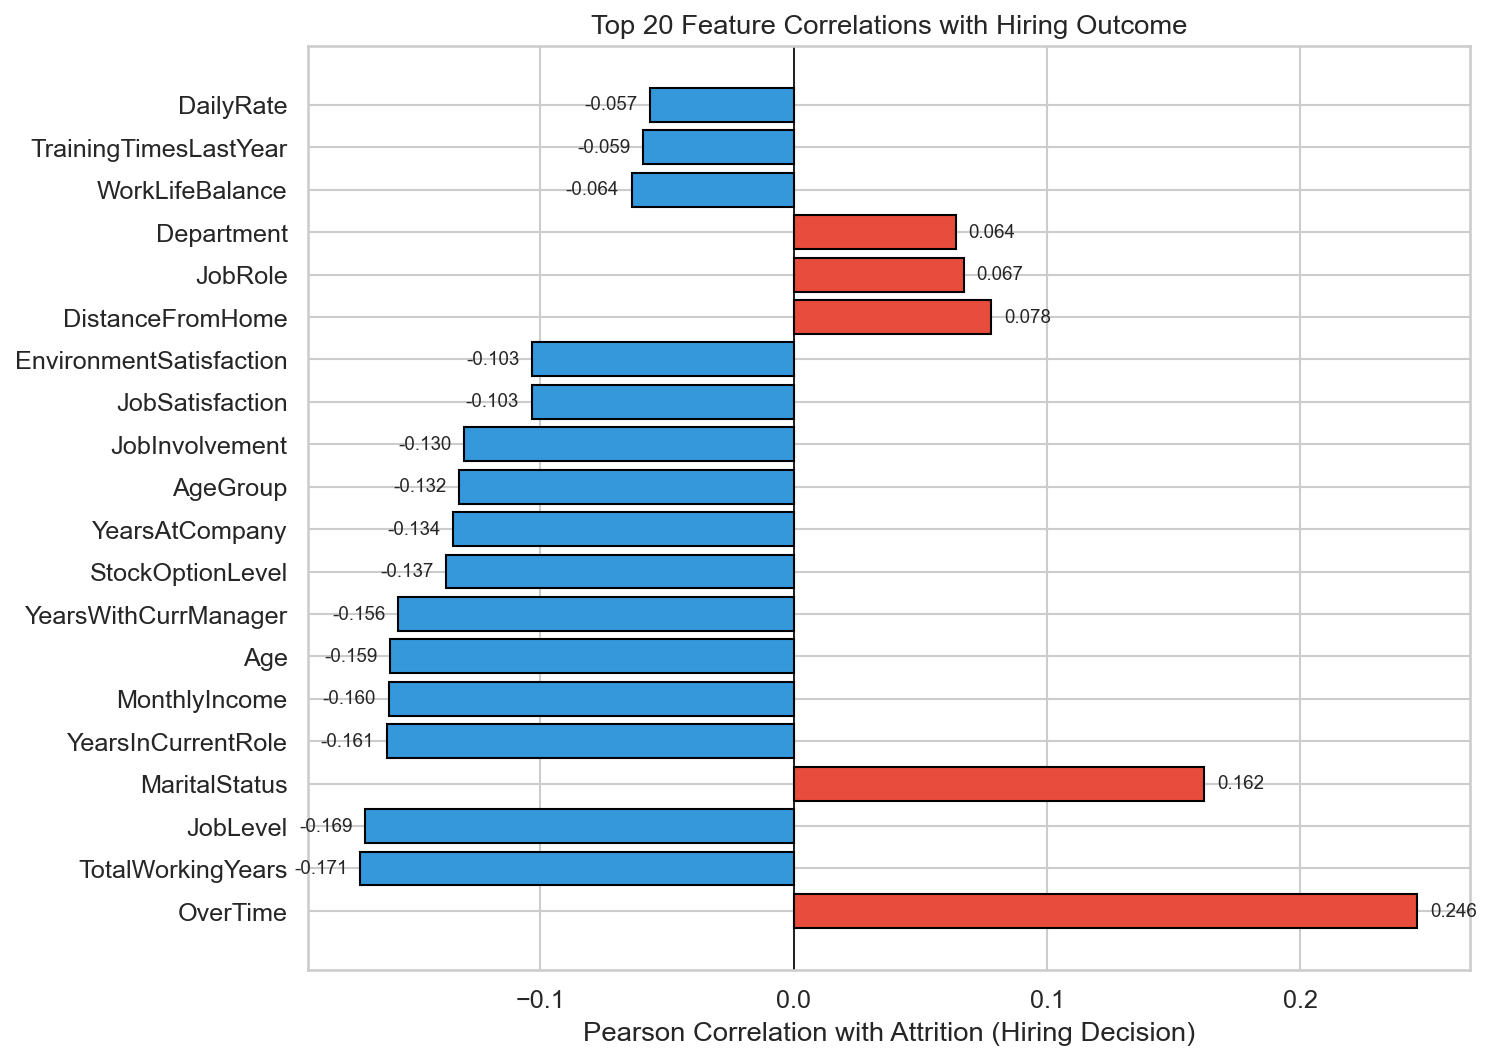 Top 20 Feature Correlations with Hiring Outcome
DailyRate -0.057
TrainingTimesLastYear -0.059
WorkLifeBalance -0.064
Department 0.064
JobRole 0.067
DistanceFromHome 0.078
EnvironmentSatisfaction -0.103
JobSatisfaction -0.103
JobInvolvement -0.130
AgeGroup -0.132
YearsAtCompany -0.134
StockOptionLevel -0.137
YearsWithCurrManager -0.156
Age -0.159
MonthlyIncome -0.160
YearsInCurrentRole -0.161
MaritalStatus 0.162
JobLevel -0.169
TotalWorkingYears -0.171
OverTime 0.246
−0.1 0.0 0.1 0.2
Pearson Correlation with Attrition (Hiring Decision)